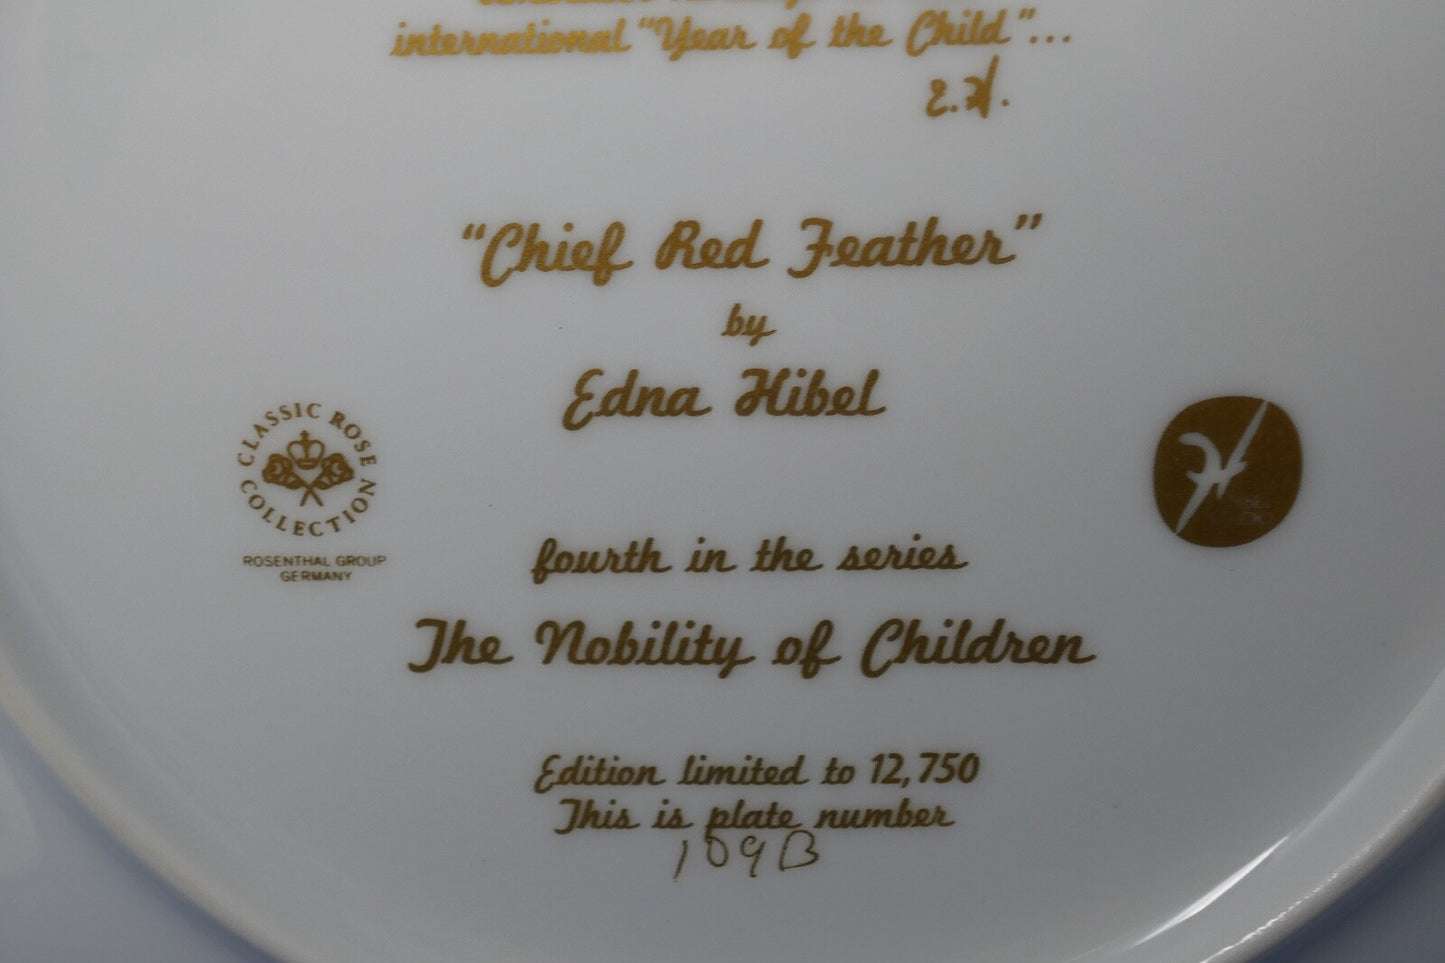 international "Year of the Child"...
E.H.
"Chief Red Feather"
by
Edna Hibel
CLASSIC ROSE
COLLECTION
ROSENTHAL GROUP
GERMANY
fourth in the series
The Nobility of Children
Edition limited to 12,750
This is plate number
109B